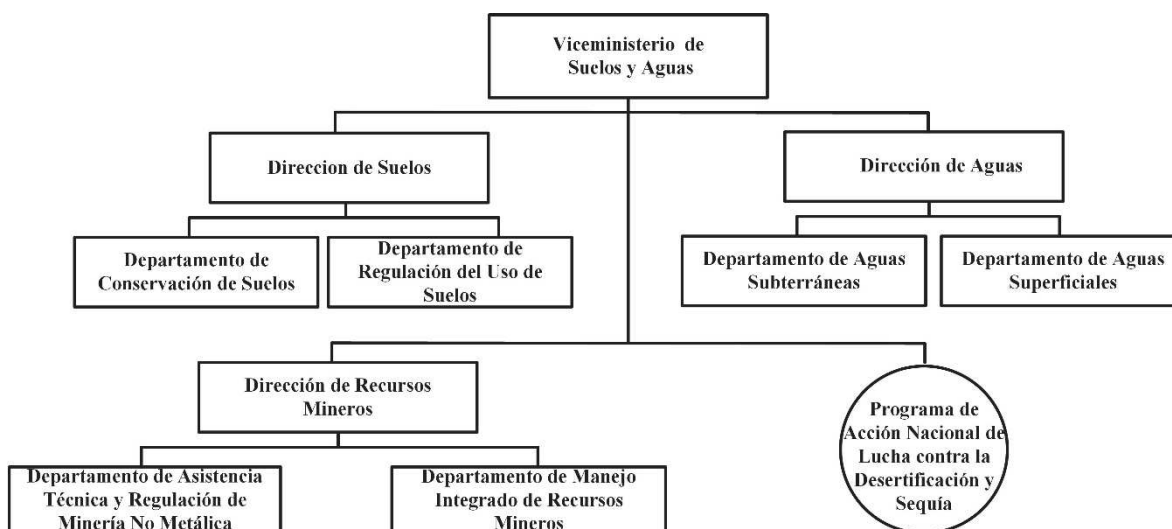 Viceministerio de
Suelos y Aguas
Direccion de Suelos
Dirección de Aguas
Departamento de
Conservación de Suelos
Departamento de
Regulación del Uso de
Suelos
Departamento de Aguas
Subterráneas
Departamento de Aguas
Superficiales
Dirección de Recursos
Mineros
Programa de
Acción Nacional de
Lucha contra la
Desertificación y
Sequía
Departamento de Asistencia
Técnica y Regulación de
Minería No Metálica
Departamento de Manejo
Integrado de Recursos
Mineros